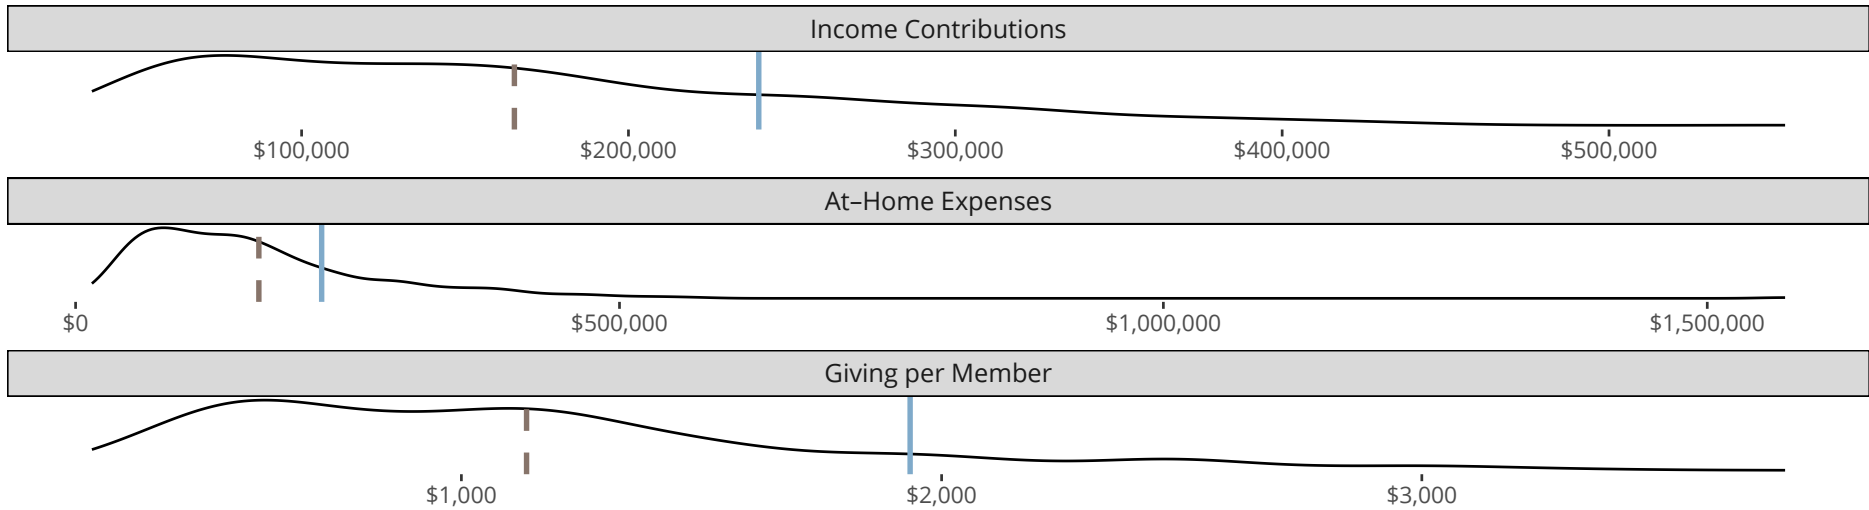 Income Contributions
$100,000 $200,000 $300,000 $400,000 $500,000
At–Home Expenses
$0 $500,000 $1,000,000 $1,500,000
Giving per Member
$1,000 $2,000 $3,000